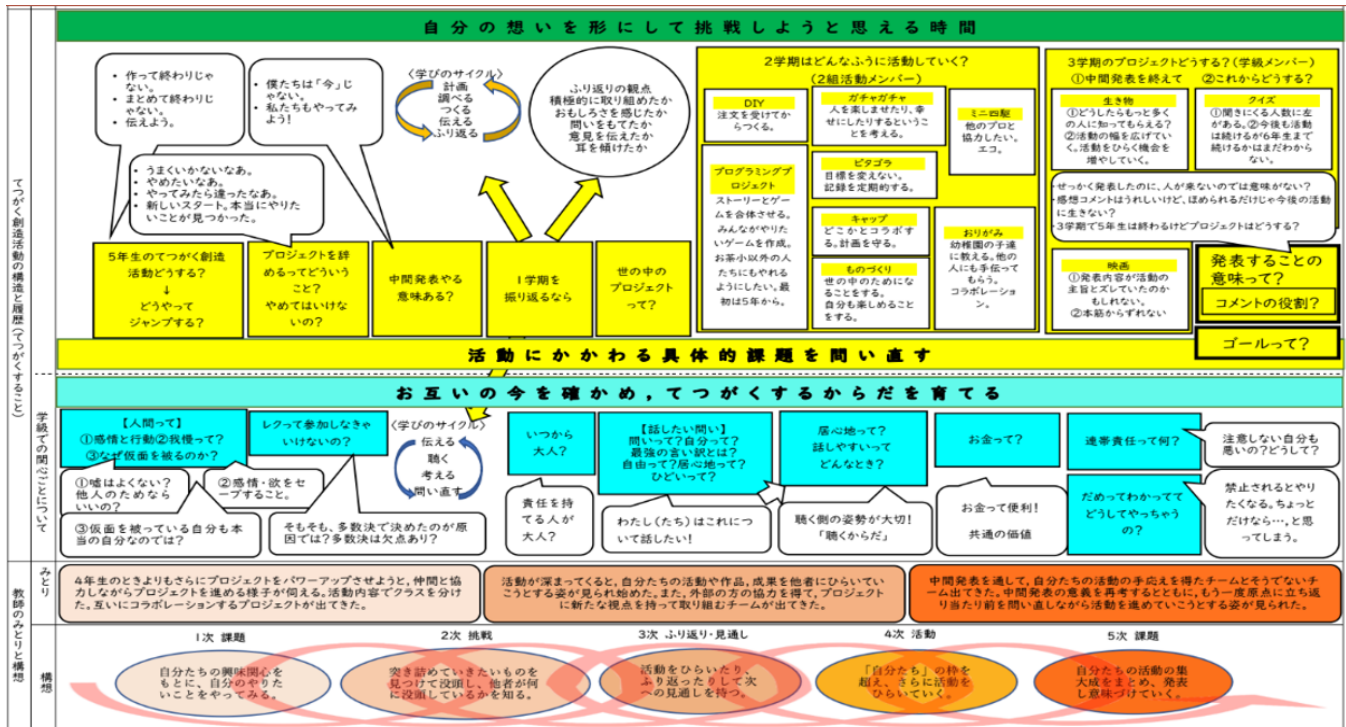 自分の想いを形にして挑戦しようと思える時間
てつがく創造活動の構造と履歴(てつがくすること)
・作って終わりじゃ
ない。
・まとめて終わりじ
ゃない。
・伝えよう。
・僕たちは「今」じ
ゃない。
・私たちもやってみ
よう!
・うまくいかないなあ。
・やめたいなあ。
・やってみたら違ったなあ。
・新しいスタート。本当にやりた
いことが見つかった。
〈学びのサイクル〉
計画
調べる
つくる
伝える
ふり返る
ふり返りの観点
積極的に取り組めたか
おもしろさを感じたか
問いをもてたか
意見を伝えたか
耳を傾けたか
5年生のてつがく創造
活動どうする?
↓
どうやって
ジャンプする?
プロジェクトを辞
めるってどういう
こと?
やめてはいけな
いの?
中間発表やる
意味ある?
1学期を
振り返るなら
世の中の
プロジェクト
って?
2学期はどんなふうに活動していく?
(2組活動メンバー)
DIY
注文を受けてか
らつくる。
ガチャガチャ
人を楽しませたり、幸
せにしたりするというこ
とを考える。
ミニ四駆
他のプロと
協力したい。
エコ。
プログラミングプ
ロジェクト
ストーリーとゲ
ームを合体させる。
みんながやりた
いゲームを作成。
お茶小以外の人
たちにもやれる
ようにしたい。最
初は5年から。
ピタゴラ
目標を変えない。
記録を定期的する。
キャップ
どこかとコラボす
る。計画を守る。
ものづくり
世の中のためにな
ることをする。
自分も楽しめること
をする。
おりがみ
幼稚園の子達
に教える。他の
人にも手伝って
もらう。
コラボレーショ
ン。
3学期のプロジェクトどうする?(学級メンバー)
①中間発表を終えて ②これからどうする?
生き物
①どうしたらもっと多く
の人に知ってもらえる?
②活動の幅を広げてい
く。活動をひらく機会を
増やしていく。
クイズ
①聞きにくる人数に左
がある。②今後も活動
は続けるが6年生まで
続けるかはまだわから
ない。
・せっかく発表したのに、人が来ないのでは意味がない?
・感想コメントはうれしいけど、ほめられるだけじゃ今後の活動
に生きない?
・3学期で5年生は終わるけどプロジェクトはどうする?
映画
①発表内容が活動の
主旨とズレていたのか
もしれない。
②本筋からずれない
発表することの
意味って?
コメントの役割?
ゴールって?
活動にかかわる具体的課題を問い直す
お互いの今を確かめ,てつがくするからだを育てる
学級での関心ごとについて
【人間って】
①感情と行動②我慢って?
③なぜ仮面を被るのか?
レクって参加しなきゃ
いけないの?
〈学びのサイクル〉
伝える
聴く
考える
問い直す
①嘘はよくない?
他人のためなら
いいの?
②感情・欲をセ
ーブすること。
③仮面を被っている自分も本
当の自分なのでは?
そもそも、多数決で決めたのが原
因では?多数決は欠点あり?
いつから
大人?
責任を持
てる人が
大人?
【話したい問い】
問いって?自分って?
最強の言い訳とは?
自由って?居心地って?
ひどいって?
わたし(たち)はこれにつ
いて話したい!
居心地って?
話しやすいって
どんなとき?
聴く側の姿勢が大切!
「聴くからだ」
お金って?
お金って便利!
共通の価値
連帯責任って何?
注意しない自分も
悪いの?どうして?
だめってわかってて
どうしてやっちゃう
の?
禁止されるとやり
たくなる。ちょっと
だけなら…,と思
ってしまう。
教師のみとりと構想
みとり
4年生のときよりもさらにプロジェクトをパワーアップさせようと,仲間と協
力しながらプロジェクトを進める様子が伺える。活動内容でクラスを分け
た。互いにコラボレーションするプロジェクトが出てきた。
活動が深まってくると,自分たちの活動や作品,成果を他者にひらいてい
こうとする姿が見られ始めた。また,外部の方の協力を得て,プロジェクト
に新たな視点を持って取り組むチームが出てきた。
中間発表を通して,自分たちの活動の手応えを得たチームとそうでないチ
ーム出てきた。中間発表の意義を再考するとともに,もう一度原点に立ち返
り当たり前を問い直しながら活動を進めていこうとする姿が見られた。
構想
1次 課題
2次 挑戦
3次 ふり返り・見通し
4次 活動
5次 課題
自分たちの興味関心を
もとに、自分のやりた
いことをやってみる。
突き詰めていきたいものを
見つけて没頭し、他者が何
に没頭しているかを知る。
活動をひらいたり、
ふり返ったりして次
への見通しを持つ。
「自分たち」の枠を
超え、さらに活動を
ひらいていく。
自分たちの活動の集
大成をまとめ、発表
し意味づけていく。